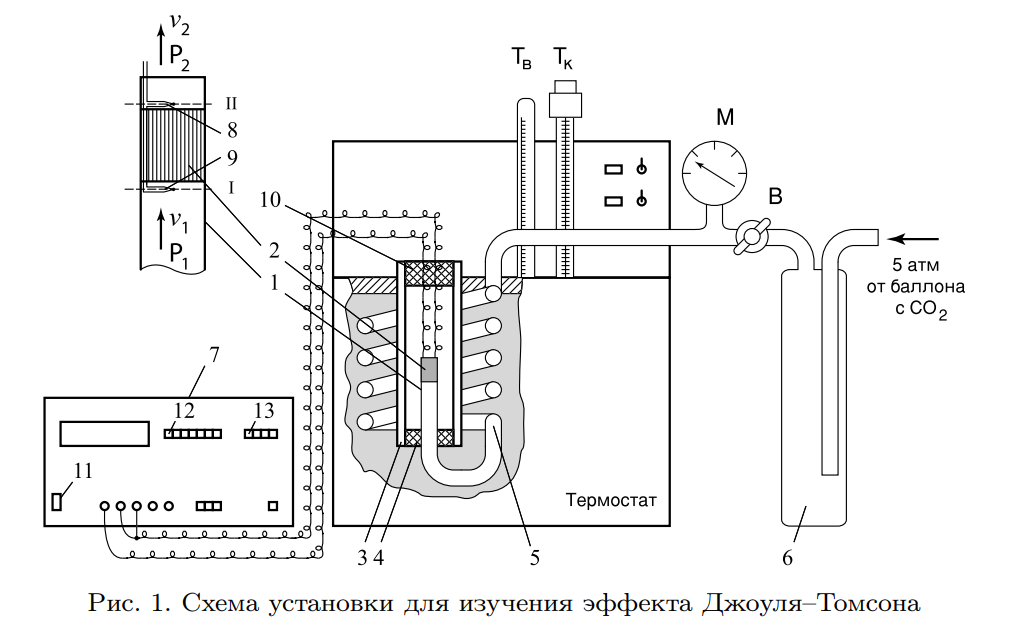 v₂
P₂
II
8
9
I
v₁
P₁
10
2
1
Tв
Tк
М
В
5 атм
от баллона
с CO₂
7
12
13
11
Термостат
3
4
5
6
Рис. 1. Схема установки для изучения эффекта Джоуля–Томсона